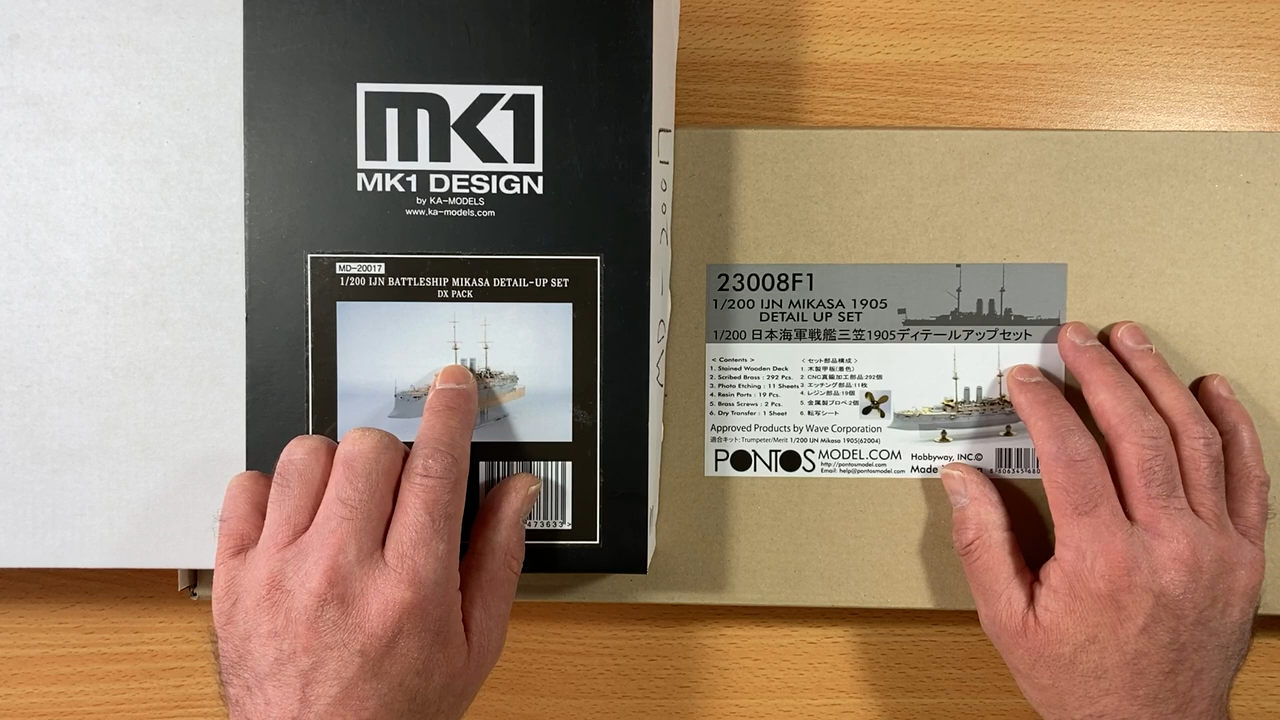 mK1
MK1 DESIGN
by KA-MODELS
www.ka-models.com
MD-20017
1/200 IJN BATTLESHIP MIKASA DETAIL-UP SET
DX PACK
473633>
MD-20017
23008F1
1/200 IJN MIKASA 1905
DETAIL UP SET
1/200 日本海軍戦艦三笠1905ディテールアップセット
< Contents >
1. Stained Wooden Deck
2. Scribed Brass : 292 Pcs.
3. Photo Etching : 11 Sheets
4. Resin Parts : 19 Pcs.
5. Brass Screws : 2 Pcs.
6. Dry Transfer : 1 Sheet
< セット部品構成 >
1. 木製甲板(着色)
2. CNC真鍮加工部品:292個
3. エッチング部品:11枚
4. レジン部品:19個
5. 金属製プロペラ:2個
6. 転写シート
Approved Products by Wave Corporation
適合キット: Trumpeter/Merit 1/200 IJN Mikasa 1905(62004)
PONTOS MODEL.COM
http://pontosmodel.com
Email: help@pontosmodel.com
Hobbyway, INC.©
Made